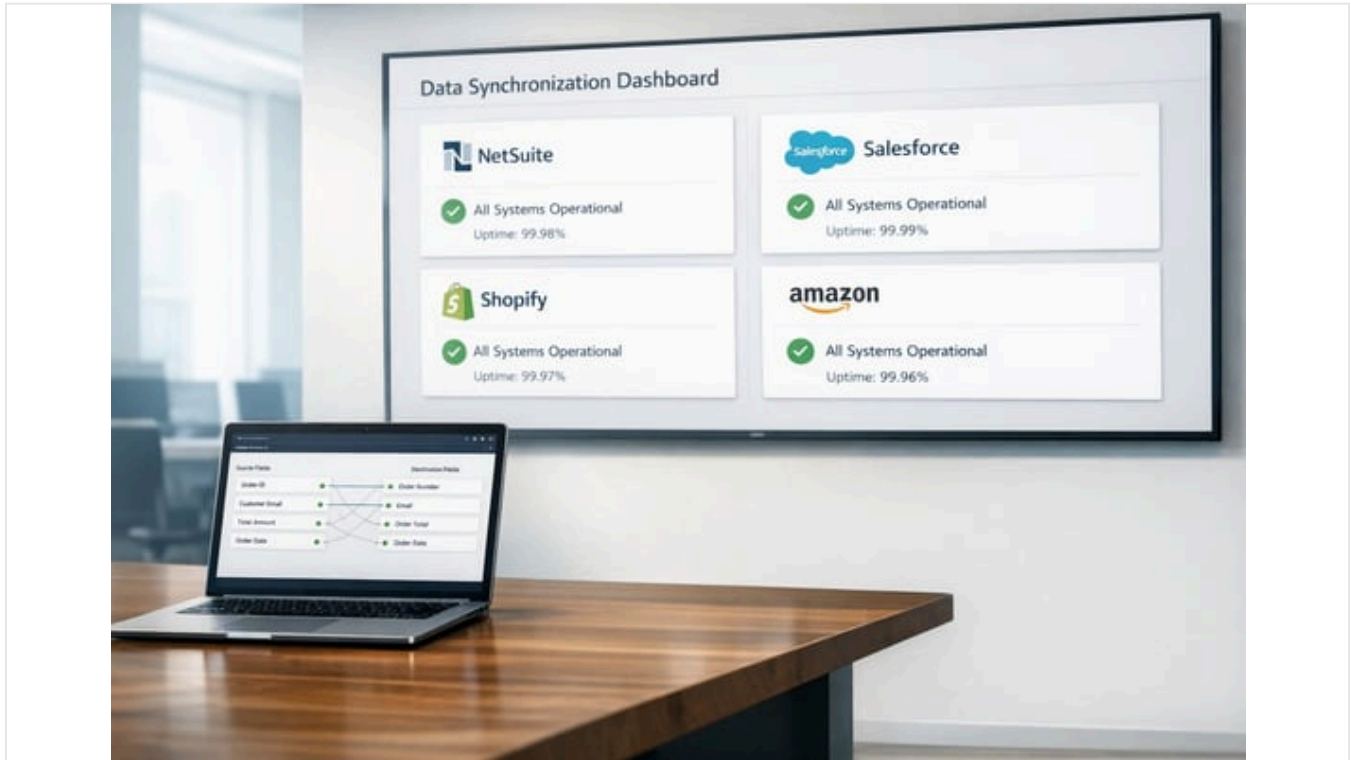 Data Synchronization Dashboard
NetSuite
All Systems Operational
Uptime: 99.98%
salesforce Salesforce
All Systems Operational
Uptime: 99.99%
Shopify
All Systems Operational
Uptime: 99.97%
amazon
All Systems Operational
Uptime: 99.96%
Source Fields
Destination Fields
Order ID
Order Number
Customer Email
Email
Total Amount
Order Total
Order Date
Order Date